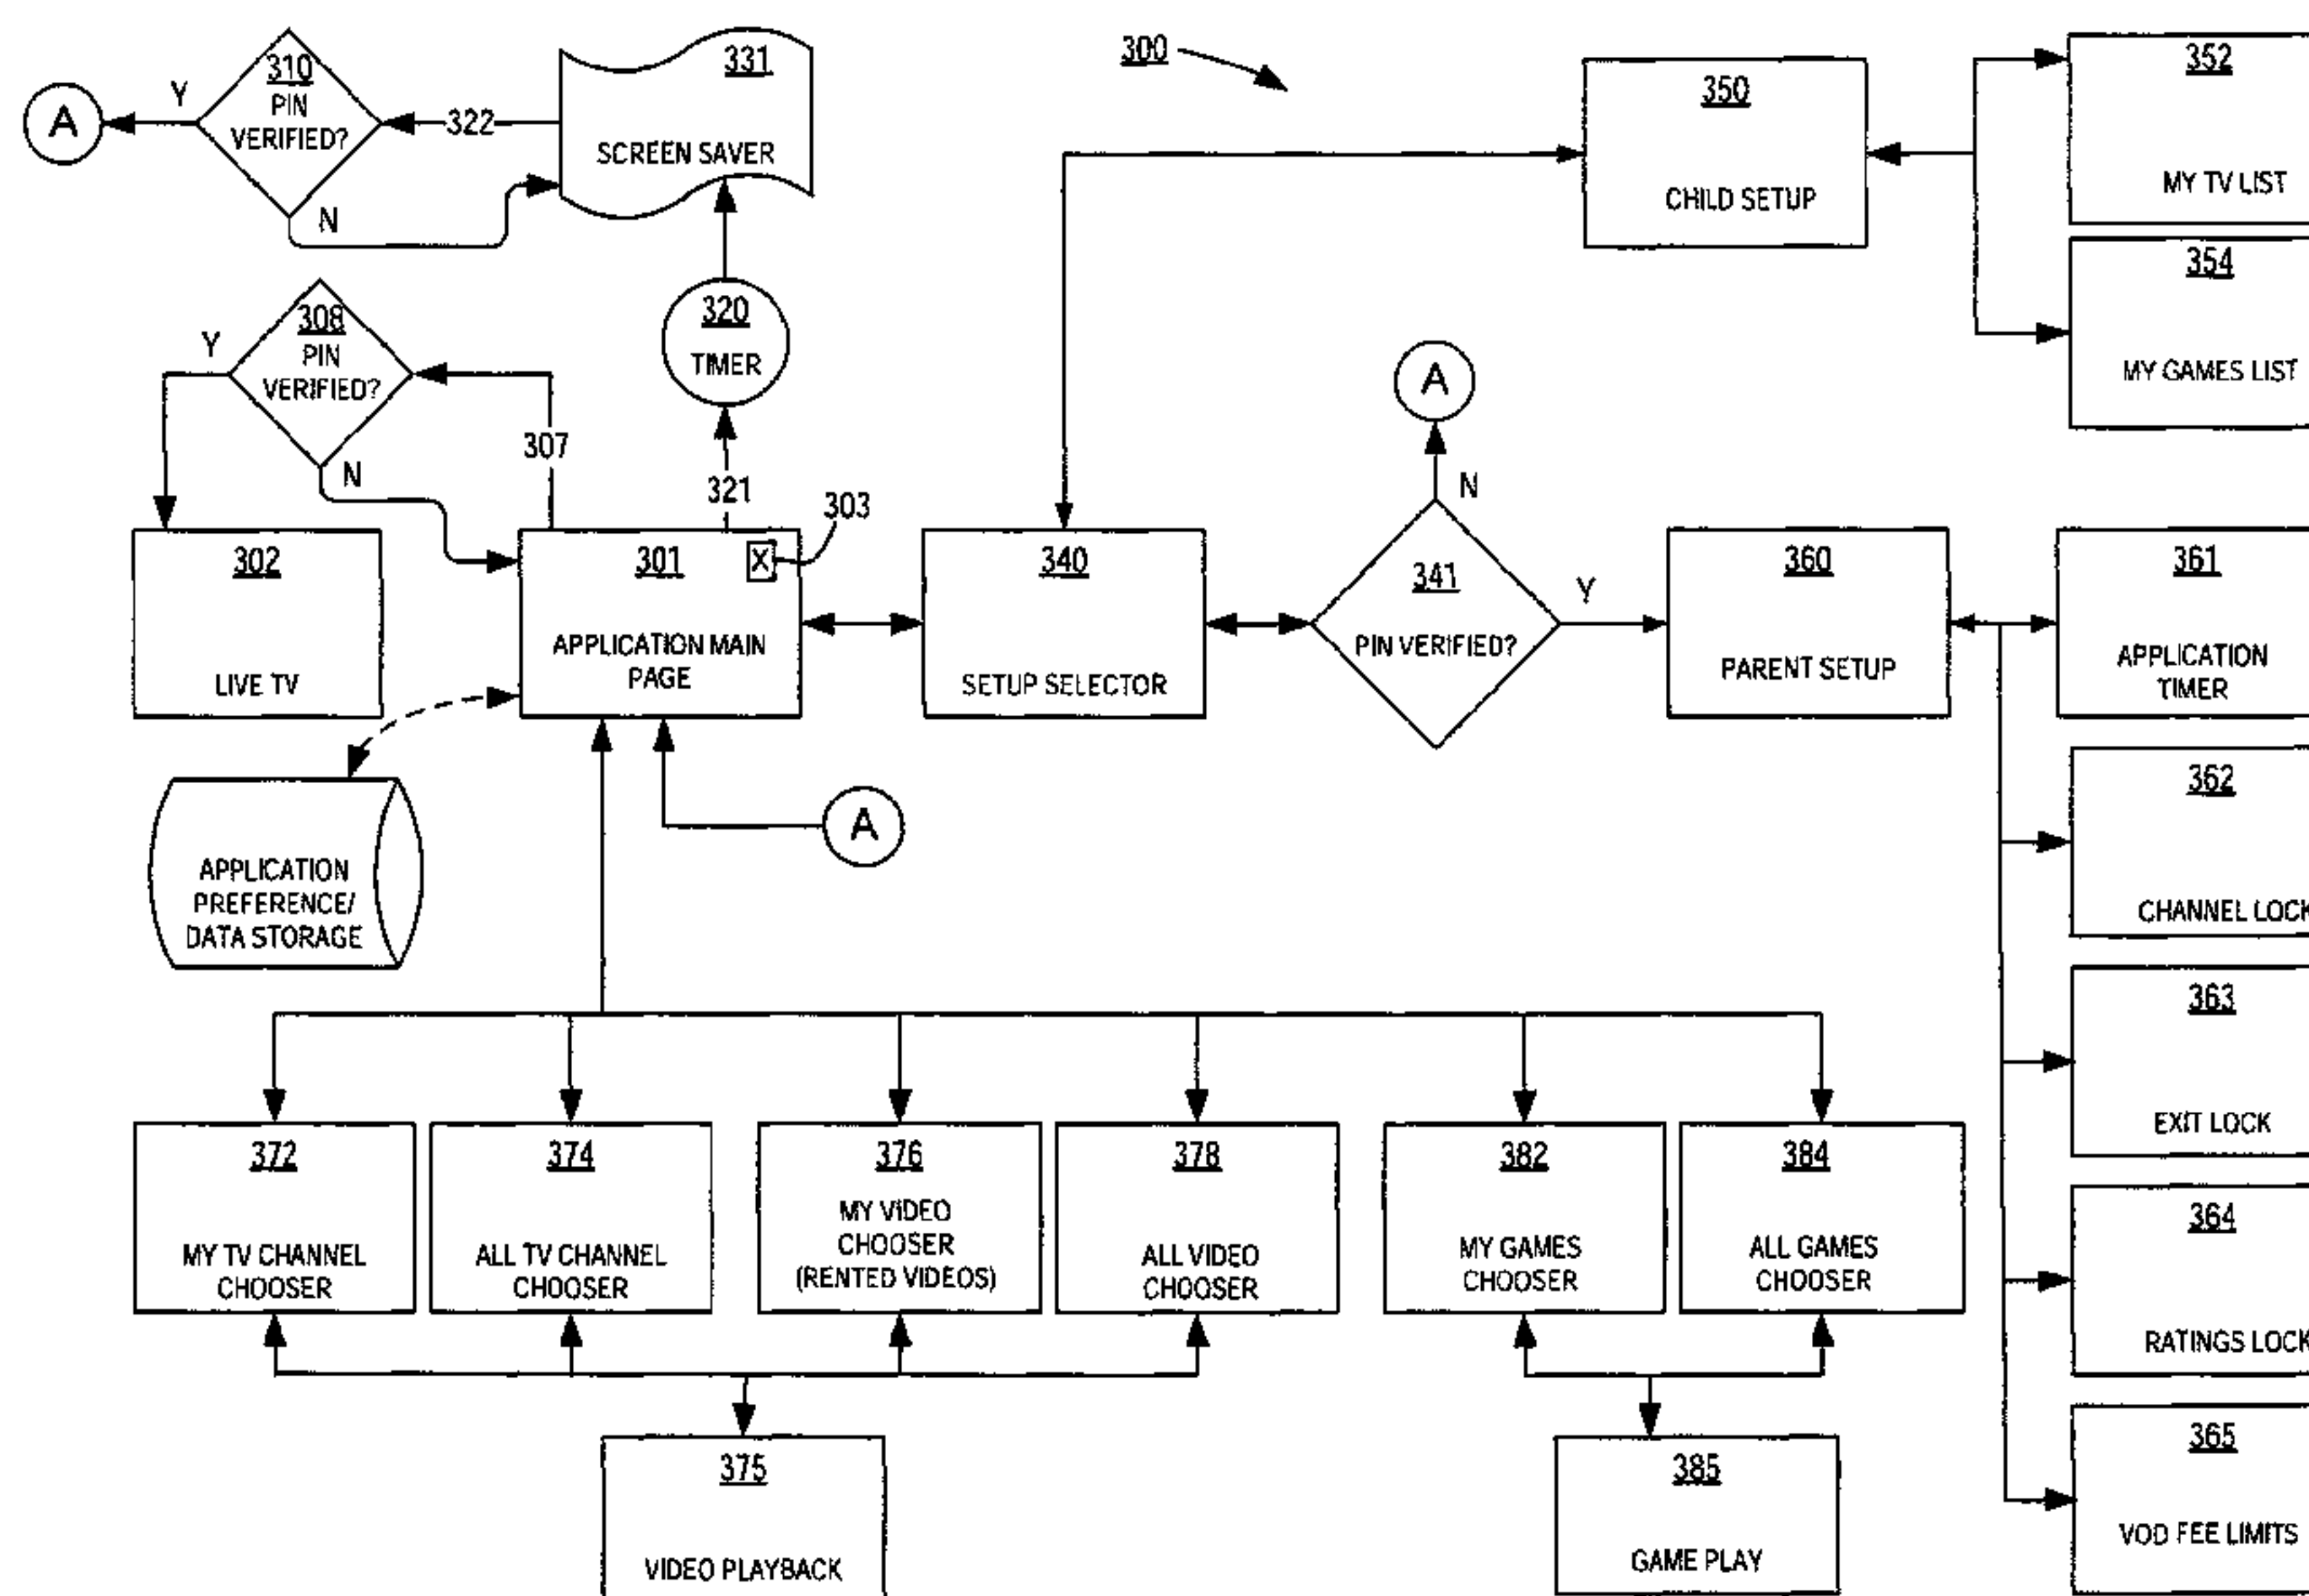 310
PIN
VERIFIED?
Y
A
N
322
331
SCREEN SAVER
300
350
CHILD SETUP
352
MY TV LIST
354
MY GAMES LIST
308
PIN
VERIFIED?
Y
N
307
320
TIMER
321
303
302
LIVE TV
301
X
APPLICATION MAIN
PAGE
340
SETUP SELECTOR
A
N
341
PIN VERIFIED?
Y
360
PARENT SETUP
361
APPLICATION
TIMER
362
CHANNEL LOCK
363
EXIT LOCK
364
RATINGS LOCK
365
VOD FEE LIMITS
APPLICATION
PREFERENCE/
DATA STORAGE
A
372
MY TV CHANNEL
CHOOSER
374
ALL TV CHANNEL
CHOOSER
376
MY VIDEO
CHOOSER
(RENTED VIDEOS)
378
ALL VIDEO
CHOOSER
382
MY GAMES
CHOOSER
384
ALL GAMES
CHOOSER
375
VIDEO PLAYBACK
385
GAME PLAY